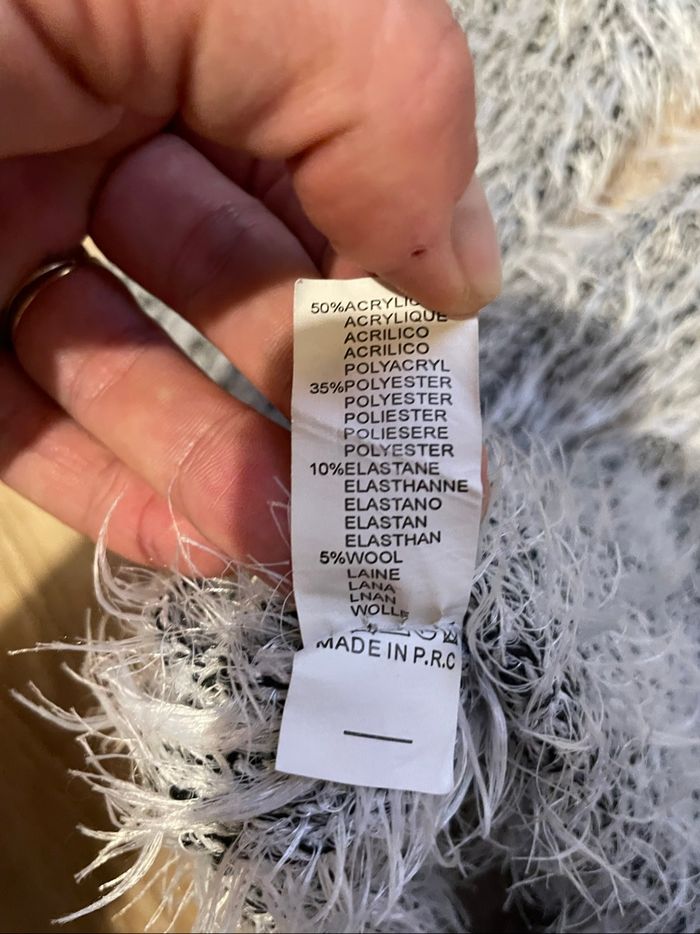 50%ACRYLIC
ACRYLIQUE
ACRILICO
ACRILICO
POLYACRYL
35%POLYESTER
POLYESTER
POLIESTER
POLIESERE
POLYESTER
10%ELASTANE
ELASTHANNE
ELASTANO
ELASTAN
ELASTHAN
5%WOOL
LAINE
LANA
LNAN
WOLLE
MADE IN P.R.C